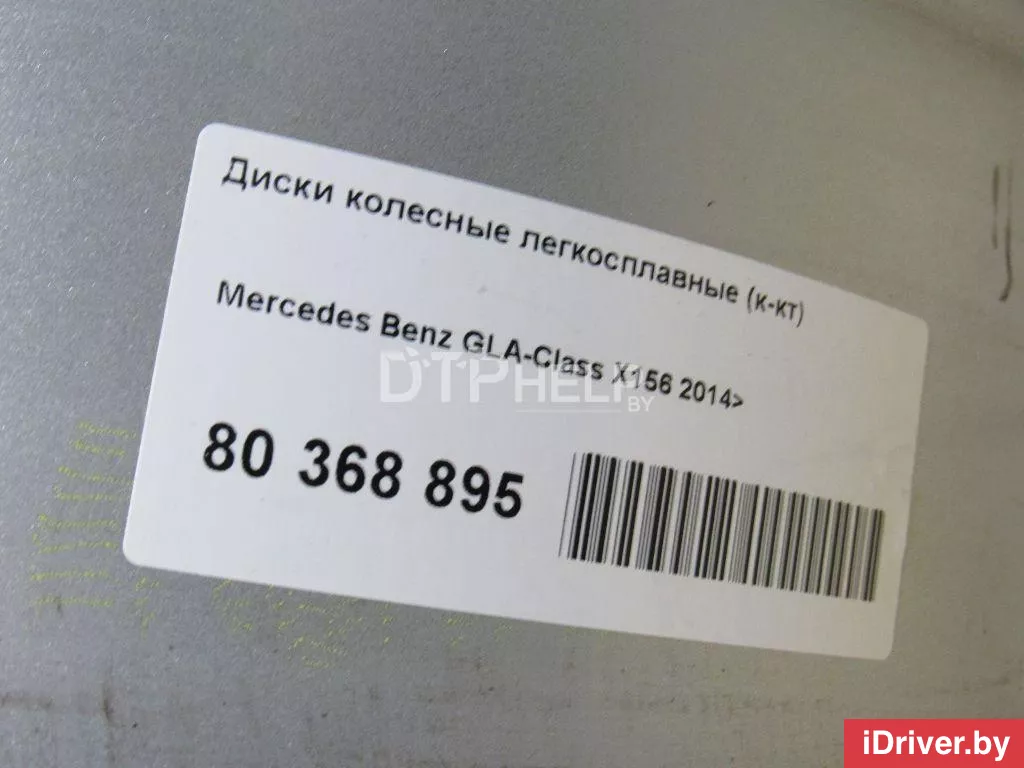 Диски колесные легкосплавные (к-кт)
Mercedes Benz GLA-Class X156 2014>
DTPHELP
BY
80 368 895
iDriver.by